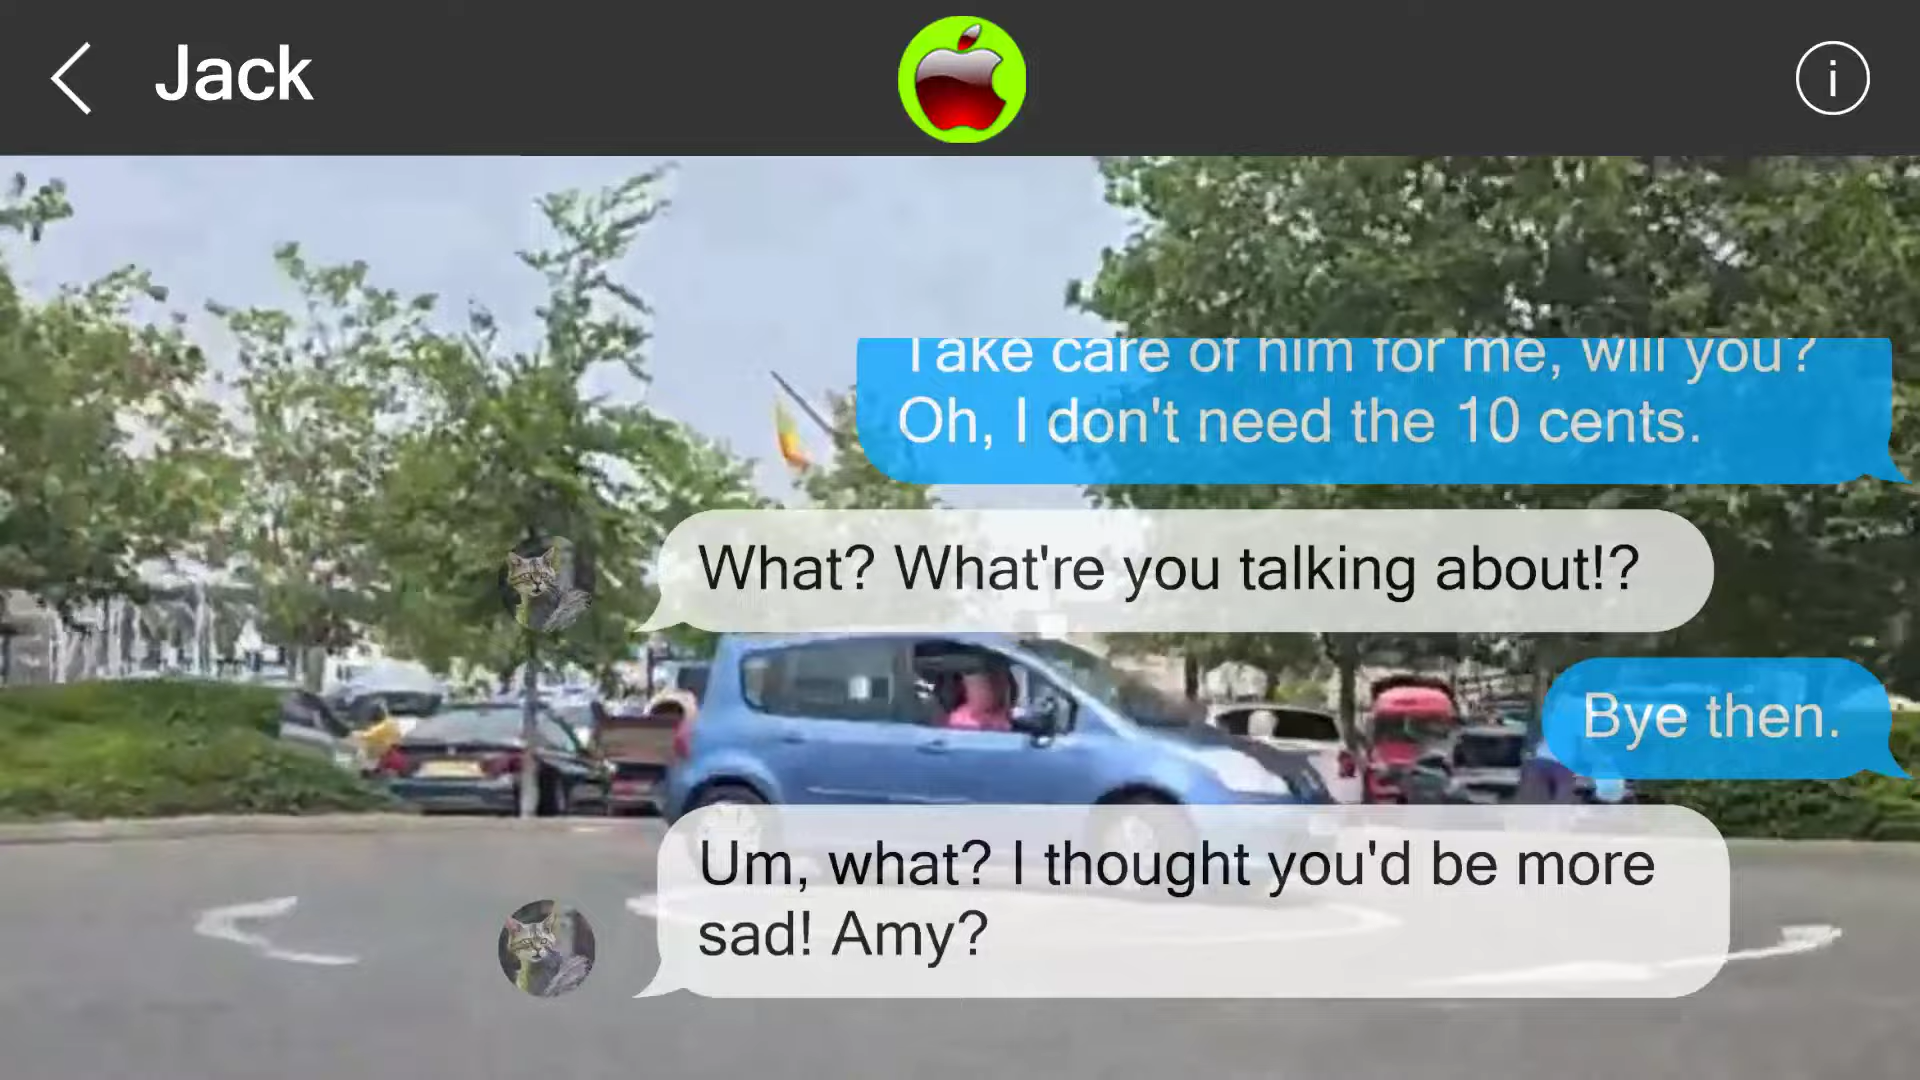 Jack
i
Take care of him for me, will you?
Oh, I don't need the 10 cents.
What? What're you talking about!?
Bye then.
Um, what? I thought you'd be more
sad! Amy?